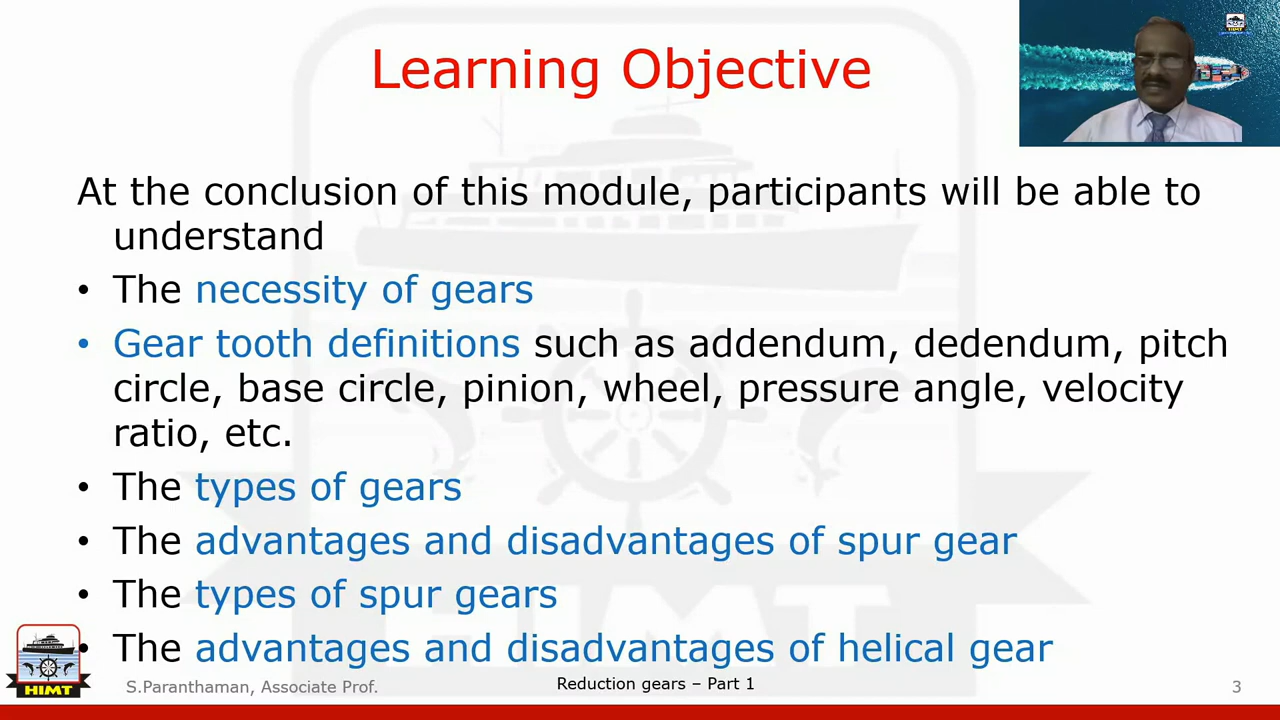 Learning Objective
HIMT
At the conclusion of this module, participants will be able to
understand
• The necessity of gears
• Gear tooth definitions such as addendum, dedendum, pitch
circle, base circle, pinion, wheel, pressure angle, velocity
ratio, etc.
• The types of gears
• The advantages and disadvantages of spur gear
• The types of spur gears
HIMT
• The advantages and disadvantages of helical gear
HIMT
S.Paranthaman, Associate Prof.
Reduction gears – Part 1
3